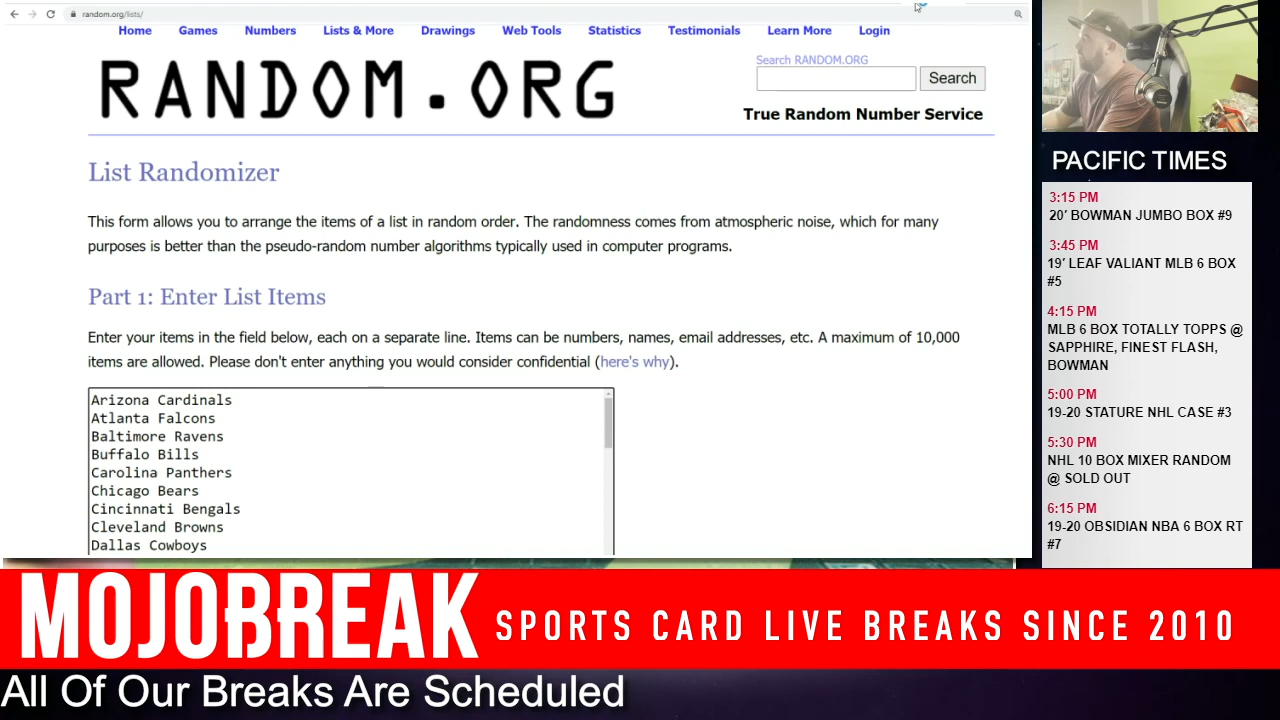 random.org/lists/
Home Games Numbers Lists & More Drawings Web Tools Statistics Testimonials Learn More Login
RANDOM.ORG
Search RANDOM.ORG
Search
True Random Number Service
List Randomizer
This form allows you to arrange the items of a list in random order. The randomness comes from atmospheric noise, which for many
purposes is better than the pseudo-random number algorithms typically used in computer programs.
Part 1: Enter List Items
Enter your items in the field below, each on a separate line. Items can be numbers, names, email addresses, etc. A maximum of 10,000
items are allowed. Please don't enter anything you would consider confidential (here's why).
Arizona Cardinals
Atlanta Falcons
Baltimore Ravens
Buffalo Bills
Carolina Panthers
Chicago Bears
Cincinnati Bengals
Cleveland Browns
Dallas Cowboys
PACIFIC TIMES
3:15 PM
20' BOWMAN JUMBO BOX #9
3:45 PM
19' LEAF VALIANT MLB 6 BOX
#5
4:15 PM
MLB 6 BOX TOTALLY TOPPS @
SAPPHIRE, FINEST FLASH,
BOWMAN
5:00 PM
19-20 STATURE NHL CASE #3
5:30 PM
NHL 10 BOX MIXER RANDOM
@ SOLD OUT
6:15 PM
19-20 OBSIDIAN NBA 6 BOX RT
#7
MOJOBREAK SPORTS CARD LIVE BREAKS SINCE 2010
All Of Our Breaks Are Scheduled